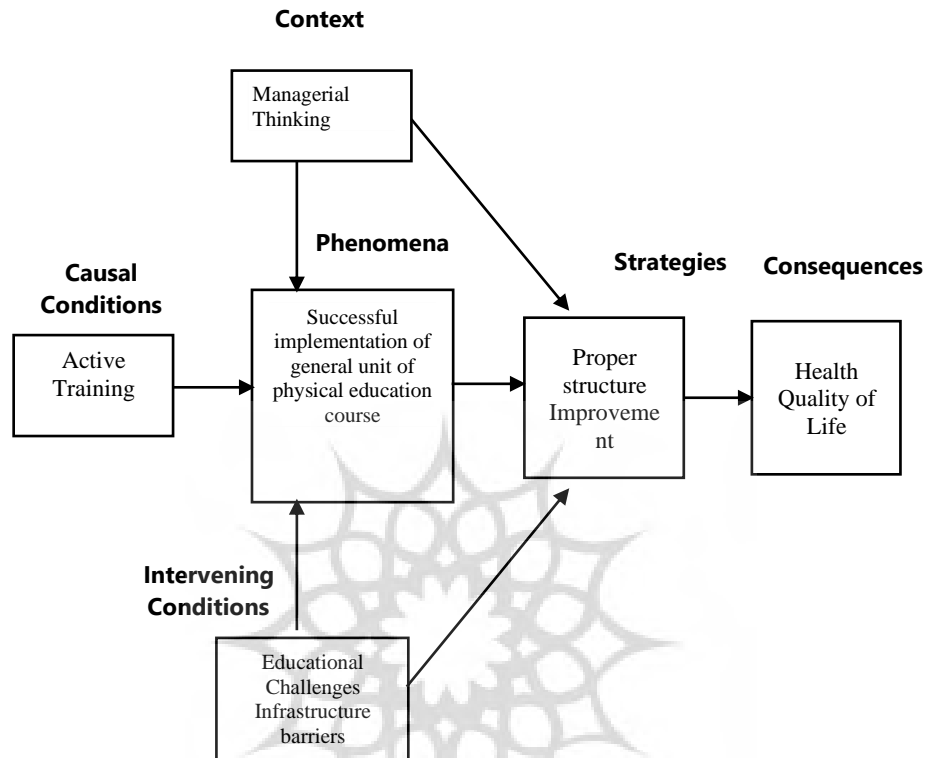 Context
Managerial
Thinking
Phenomena
Causal
Conditions
Strategies
Consequences
Active
Training
Successful
implementation of
general unit of
physical education
course
Proper
structure
Improveme
nt
Health
Quality of
Life
Intervening
Conditions
Educational
Challenges
Infrastructure
barriers